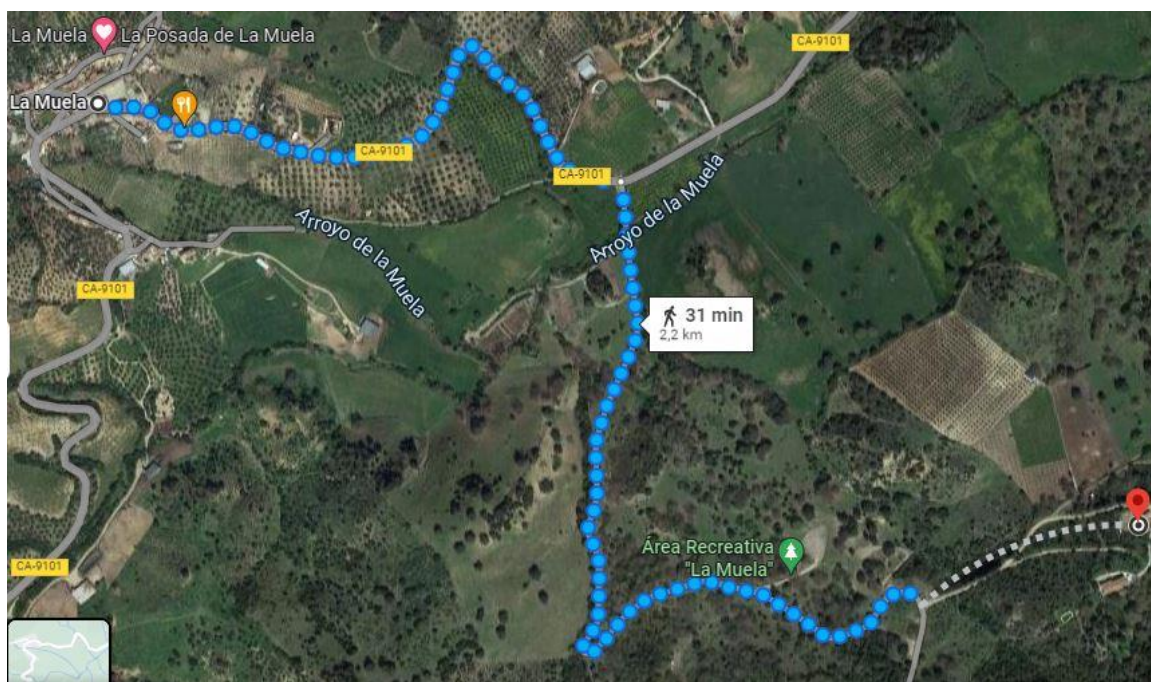 La Muela
La Posada de La Muela
CA-9101
La Muela
CA-9101
CA-9101
Arroyo de la Muela
Arroyo de la Muela
CA-9101
31 min
2,2 km
Área Recreativa
"La Muela"
CA-9101